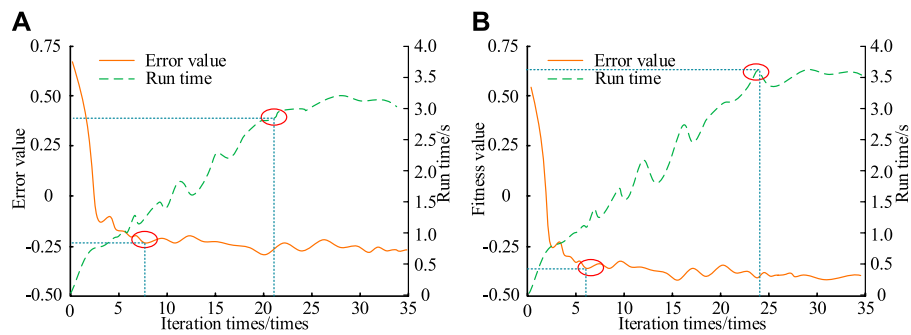 A
0.75
0.50
0.25
0
-0.25
-0.50
Error value
Error value
Run time
4.0
3.5
3.0
2.5
2.0
1.5
1.0
0.5
0
Run time/s
0 5 10 15 20 25 30 35
Iteration times/times
B
0.75
0.50
0.25
0
-0.25
-0.50
Fitness value
Error value
Run time
4.0
3.5
3.0
2.5
2.0
1.5
1.0
0.5
0
Run time/s
0 5 10 15 20 25 30 35
Iteration times/times